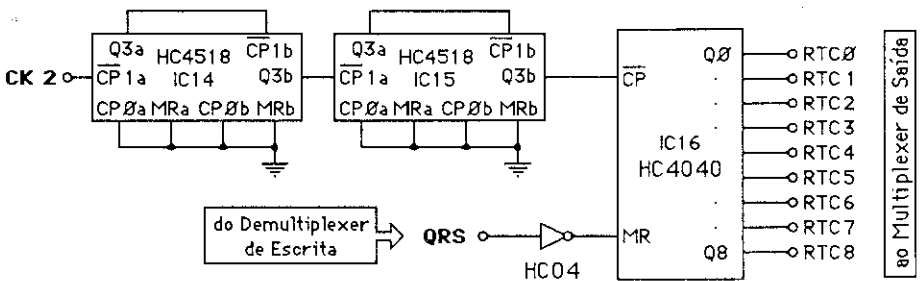 Q3a HC4518 CP1b
CP1a IC14 Q3b
CPØa MRa CPØb MRb
Q3a HC4518 CP1b
CP1a IC15 Q3b
CPØa MRa CPØb MRb
CK 2
CP
IC16
HC4040
MR
QØ
Q8
RTCØ
RTC1
RTC2
RTC3
RTC4
RTC5
RTC6
RTC7
RTC8
ao Multiplexer de Saída
do Demultiplexer
de Escrita
QRS
HC04